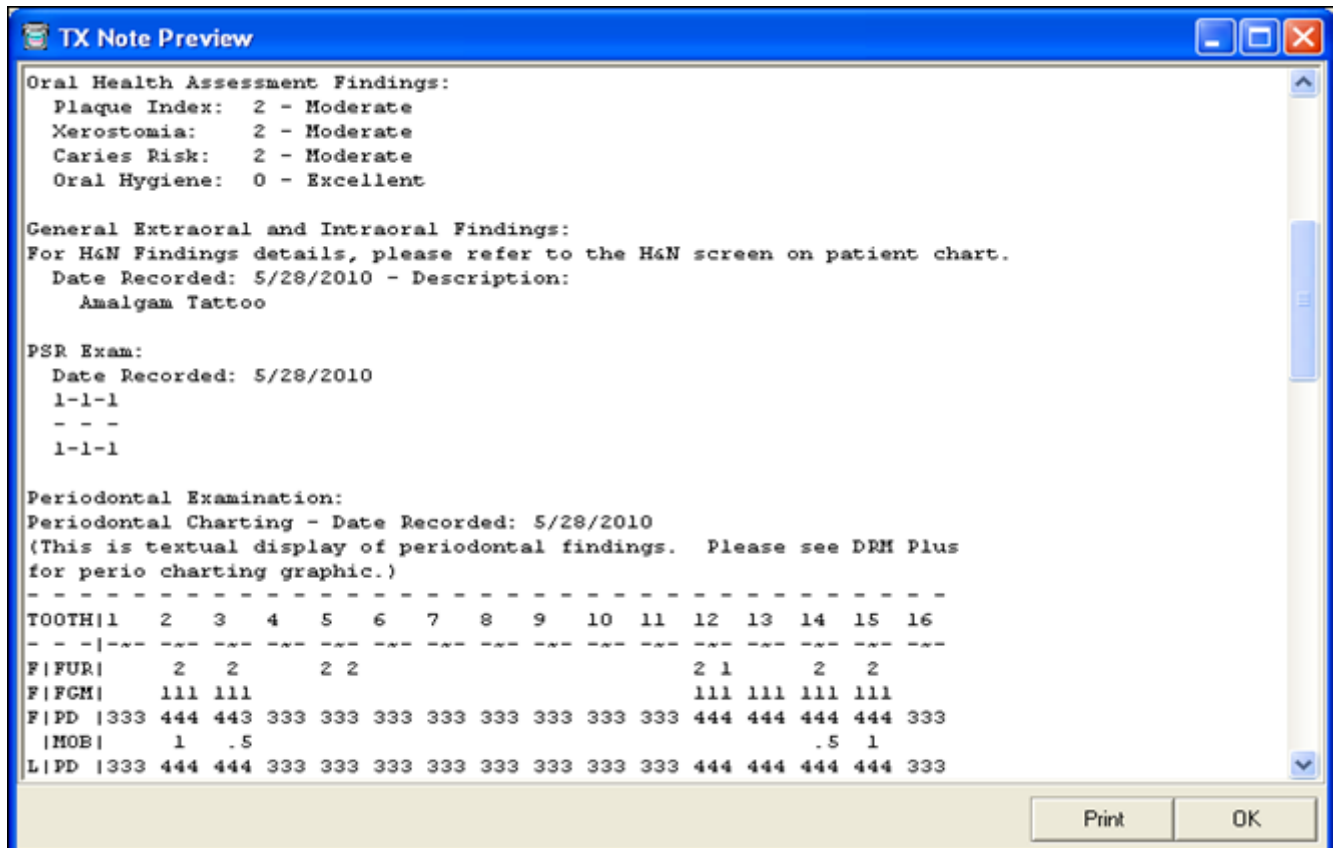 TX Note Preview
Oral Health Assessment Findings:
  Plaque Index:  2 - Moderate
  Xerostomia:    2 - Moderate
  Caries Risk:   2 - Moderate
  Oral Hygiene:  0 - Excellent
General Extraoral and Intraoral Findings:
For H&N Findings details, please refer to the H&N screen on patient chart.
  Date Recorded: 5/28/2010 - Description:
    Amalgam Tattoo
PSR Exam:
  Date Recorded: 5/28/2010
  1-1-1
  - - -
  1-1-1
Periodontal Examination:
Periodontal Charting - Date Recorded: 5/28/2010
(This is textual display of periodontal findings.  Please see DRM Plus
for perio charting graphic.)
- - - - - - - - - - - - - - - - - - - - - - - - - - - - - - - - - - - -
TOOTH|1   2   3   4   5   6   7   8   9   10  11  12  13  14  15  16
- - -|-~- -~- -~- -~- -~- -~- -~- -~- -~- -~- -~- -~- -~- -~- -~- -~-
F|FUR|     2   2      2 2                         2 1      2   2
F|FGM|    111 111                                 111 111 111 111
F|PD |333 444 443 333 333 333 333 333 333 333 333 444 444 444 444 333
 |MOB|     1  .5                                           .5  1
L|PD |333 444 444 333 333 333 333 333 333 333 333 444 444 444 444 333
Print OK